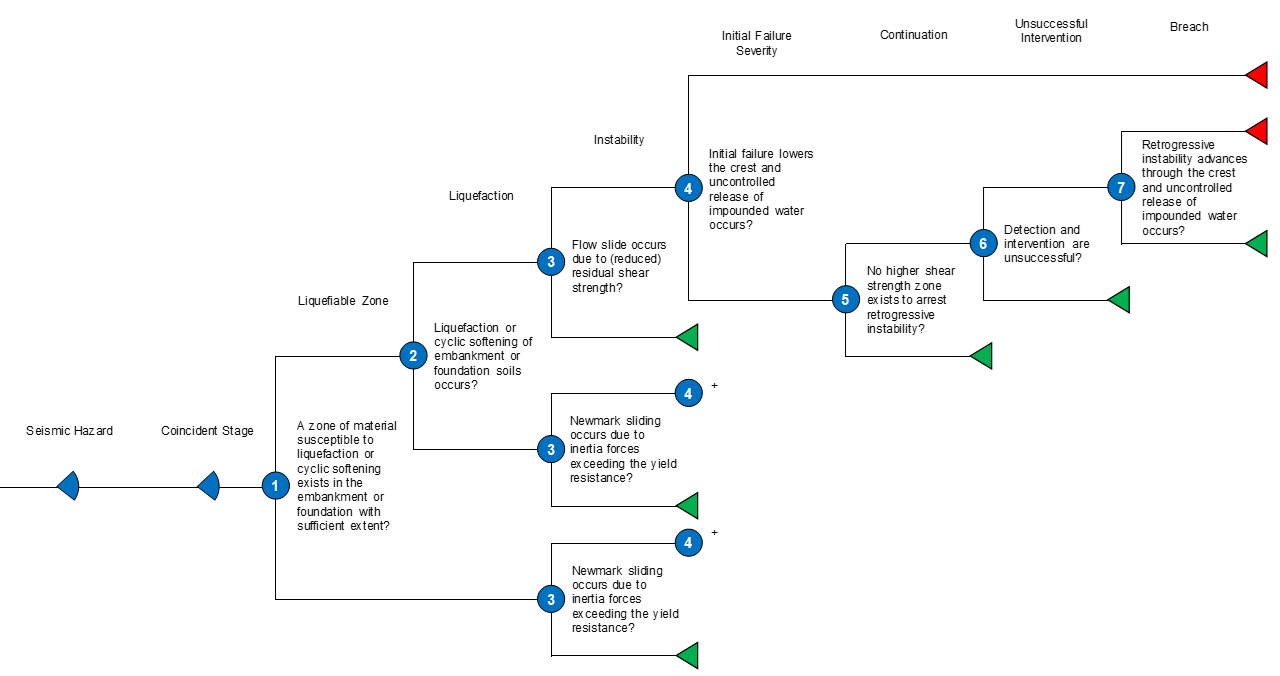 Initial Failure
Severity
Continuation
Unsuccessful
Intervention
Breach
Instability
Liquefaction
Liquefiable Zone
Seismic Hazard
Coincident Stage
1
A zone of material
susceptible to
liquefaction or
cyclic softening
exists in the
embankment or
foundation with
sufficient extent?
2
Liquefaction or
cyclic softening of
embankment or
foundation soils
occurs?
3
Flow slide occurs
due to (reduced)
residual shear
strength?
4
Initial failure lowers
the crest and
uncontrolled
release of
impounded water
occurs?
5
No higher shear
strength zone
exists to arrest
retrogressive
instability?
6
Detection and
intervention are
unsuccessful?
7
Retrogressive
instability advances
through the crest
and uncontrolled
release of
impounded water
occurs?
3
Newmark sliding
occurs due to
inertia forces
exceeding the yield
resistance?
4 +
3
Newmark sliding
occurs due to
inertia forces
exceeding the yield
resistance?
4 +